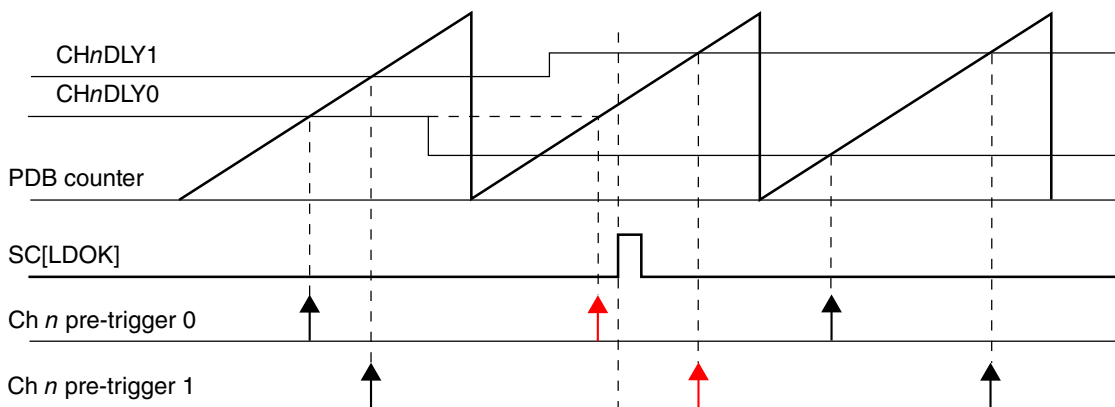 CHnDLY1
CHnDLY0
PDB counter
SC[LDOK]
Ch n pre-trigger 0
Ch n pre-trigger 1